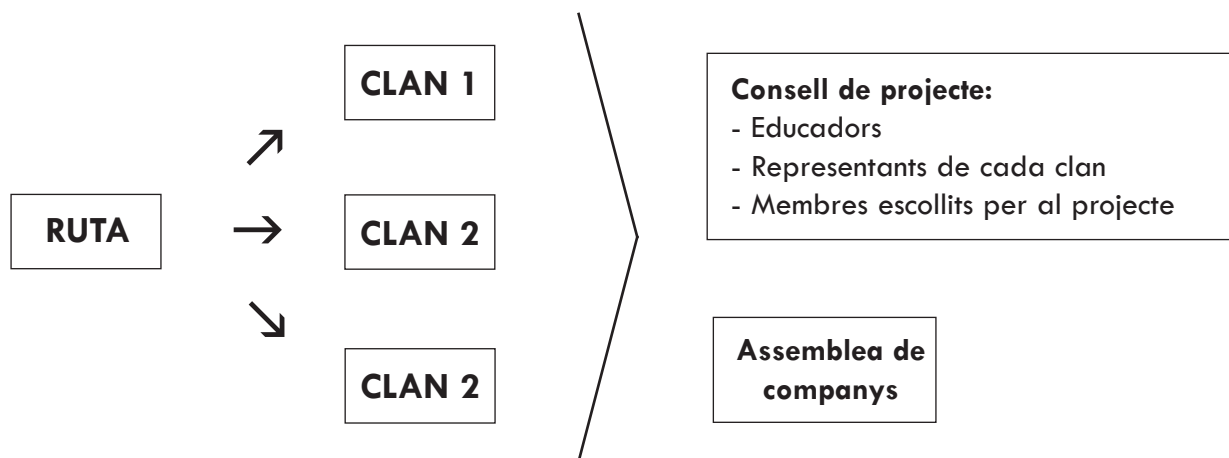 RUTA
CLAN 1
CLAN 2
CLAN 2
Consell de projecte:
- Educadors
- Representants de cada clan
- Membres escollits per al projecte
Assemblea de
companys